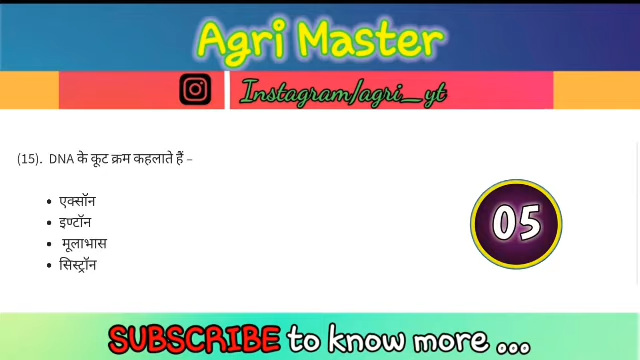 Agri Master
Instagram/agri_yt
(15). DNA के कूट क्रम कहलाते हैं –
• एक्सॉन
• इण्टॉन
• मूलाभास
• सिस्ट्रॉन
05
SUBSCRIBE to know more ...